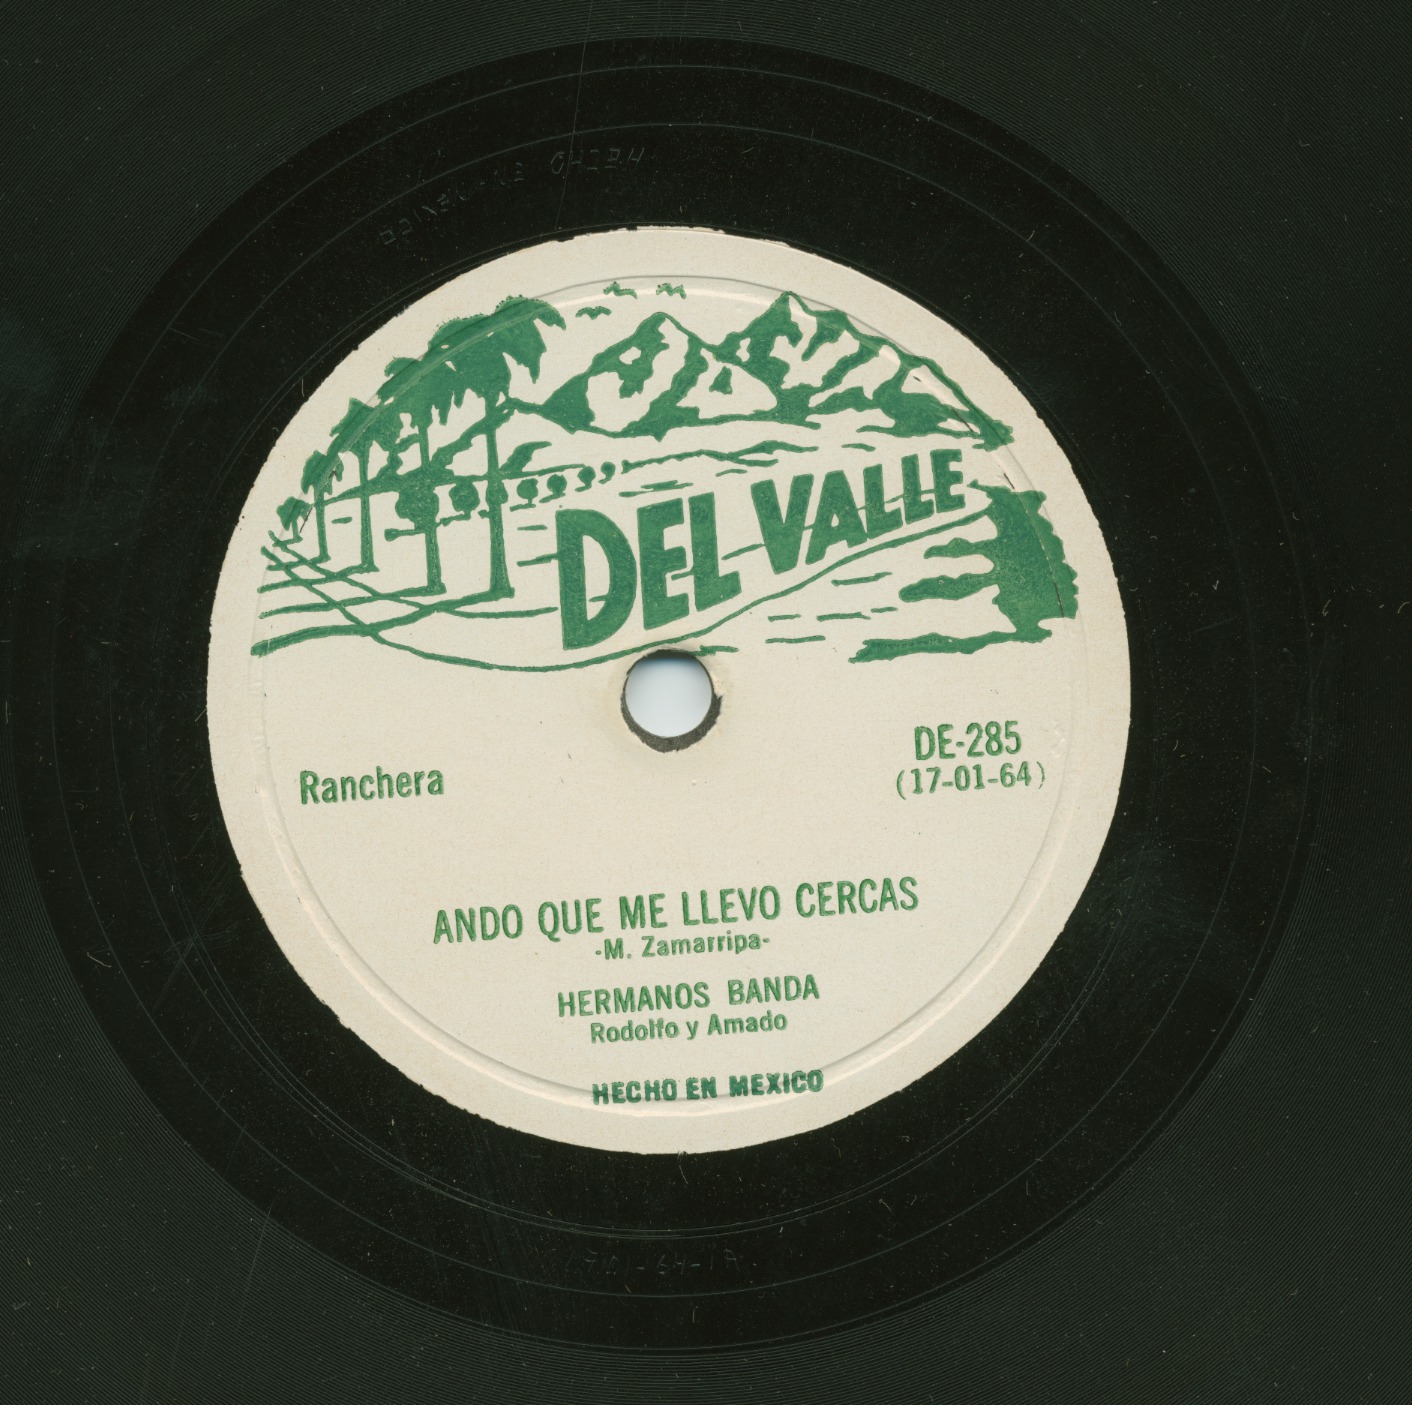 DEL VALLE
Ranchera
DE-285
(17-01-64)
ANDO QUE ME LLEVO CERCAS
-M. Zamarripa-
HERMANOS BANDA
Rodolfo y Amado
HECHO EN MEXICO